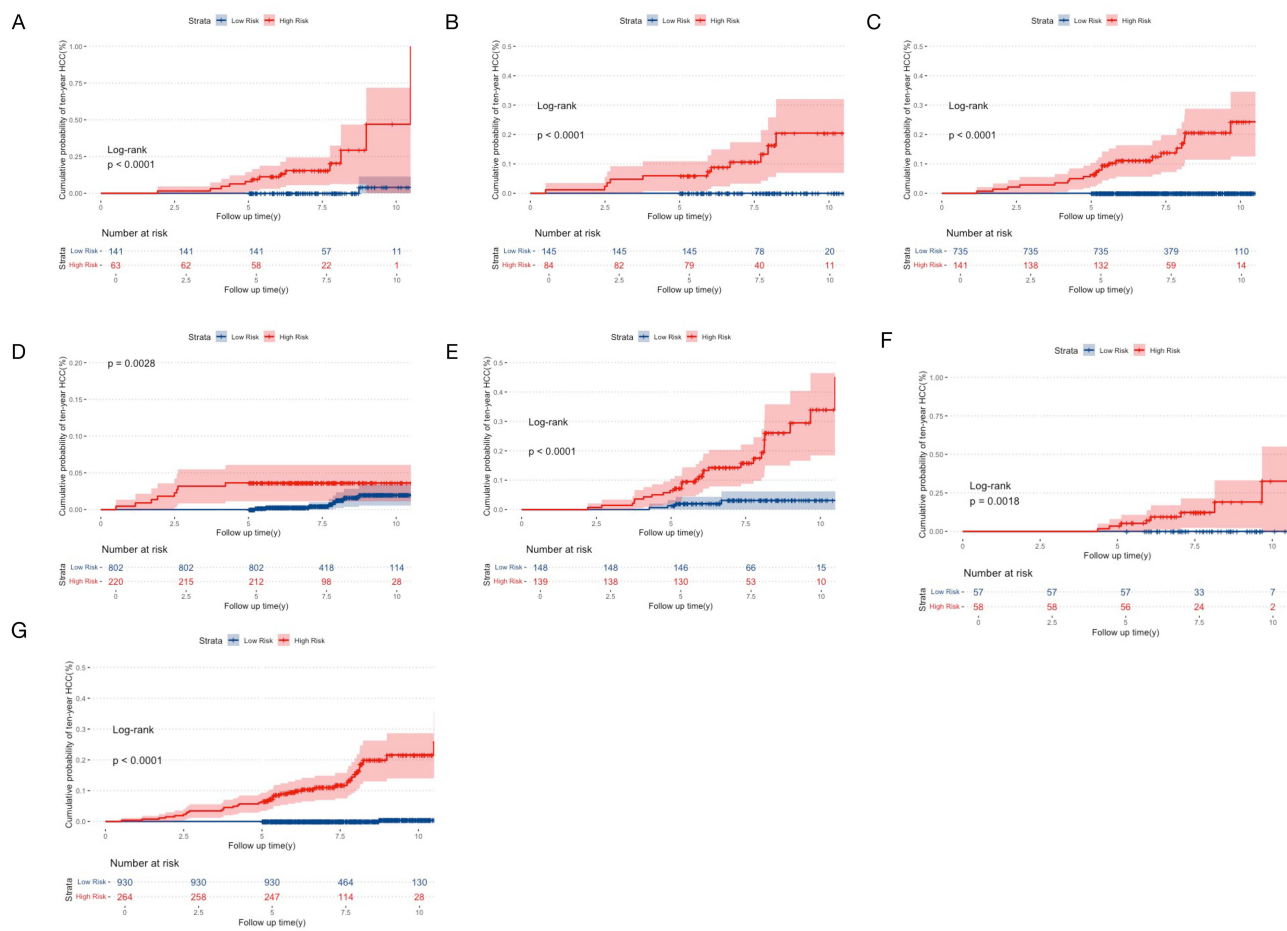 A
Strata Low Risk High Risk
Cumulative probability of ten-year HCC(%)
1.00
0.75
0.50
0.25
0.00
Log-rank
p < 0.0001
0 2.5 5 7.5 10
Follow up time(y)
Number at risk
Strata
Low Risk 141 141 141 57 11
High Risk 63 62 58 22 1
0 2.5 5 7.5 10
Follow up time(y)
B
Strata Low Risk High Risk
Cumulative probability of ten-year HCC(%)
0.5
0.4
0.3
0.2
0.1
0.0
Log-rank
p < 0.0001
0 2.5 5 7.5 10
Follow up time(y)
Number at risk
Strata
Low Risk 145 145 145 78 20
High Risk 84 82 79 40 11
0 2.5 5 7.5 10
Follow up time(y)
C
Strata Low Risk High Risk
Cumulative probability of ten-year HCC(%)
0.5
0.4
0.3
0.2
0.1
0.0
Log-rank
p < 0.0001
0 2.5 5 7.5 10
Follow up time(y)
Number at risk
Strata
Low Risk 735 735 735 379 110
High Risk 141 138 132 59 14
0 2.5 5 7.5 10
Follow up time(y)
D
Strata Low Risk High Risk
Cumulative probability of ten-year HCC(%)
0.20
0.15
0.10
0.05
0.00
p = 0.0028
0 2.5 5 7.5 10
Follow up time(y)
Number at risk
Strata
Low Risk 802 802 802 418 114
High Risk 220 215 212 98 28
0 2.5 5 7.5 10
Follow up time(y)
E
Strata Low Risk High Risk
Cumulative probability of ten-year HCC(%)
0.5
0.4
0.3
0.2
0.1
0.0
Log-rank
p < 0.0001
0 2.5 5 7.5 10
Follow up time(y)
Number at risk
Strata
Low Risk 148 148 146 66 15
High Risk 139 138 130 53 10
0 2.5 5 7.5 10
Follow up time(y)
F
Strata Low Risk High Risk
Cumulative probability of ten-year HCC(%)
1.00
0.75
0.50
0.25
0.00
Log-rank
p = 0.0018
0 2.5 5 7.5 10
Follow up time(y)
Number at risk
Strata
Low Risk 57 57 57 33 7
High Risk 58 58 56 24 2
0 2.5 5 7.5 10
Follow up time(y)
G
Strata Low Risk High Risk
Cumulative probability of ten-year HCC(%)
0.5
0.4
0.3
0.2
0.1
0.0
Log-rank
p < 0.0001
0 2.5 5 7.5 10
Follow up time(y)
Number at risk
Strata
Low Risk 930 930 930 464 130
High Risk 264 258 247 114 28
0 2.5 5 7.5 10
Follow up time(y)